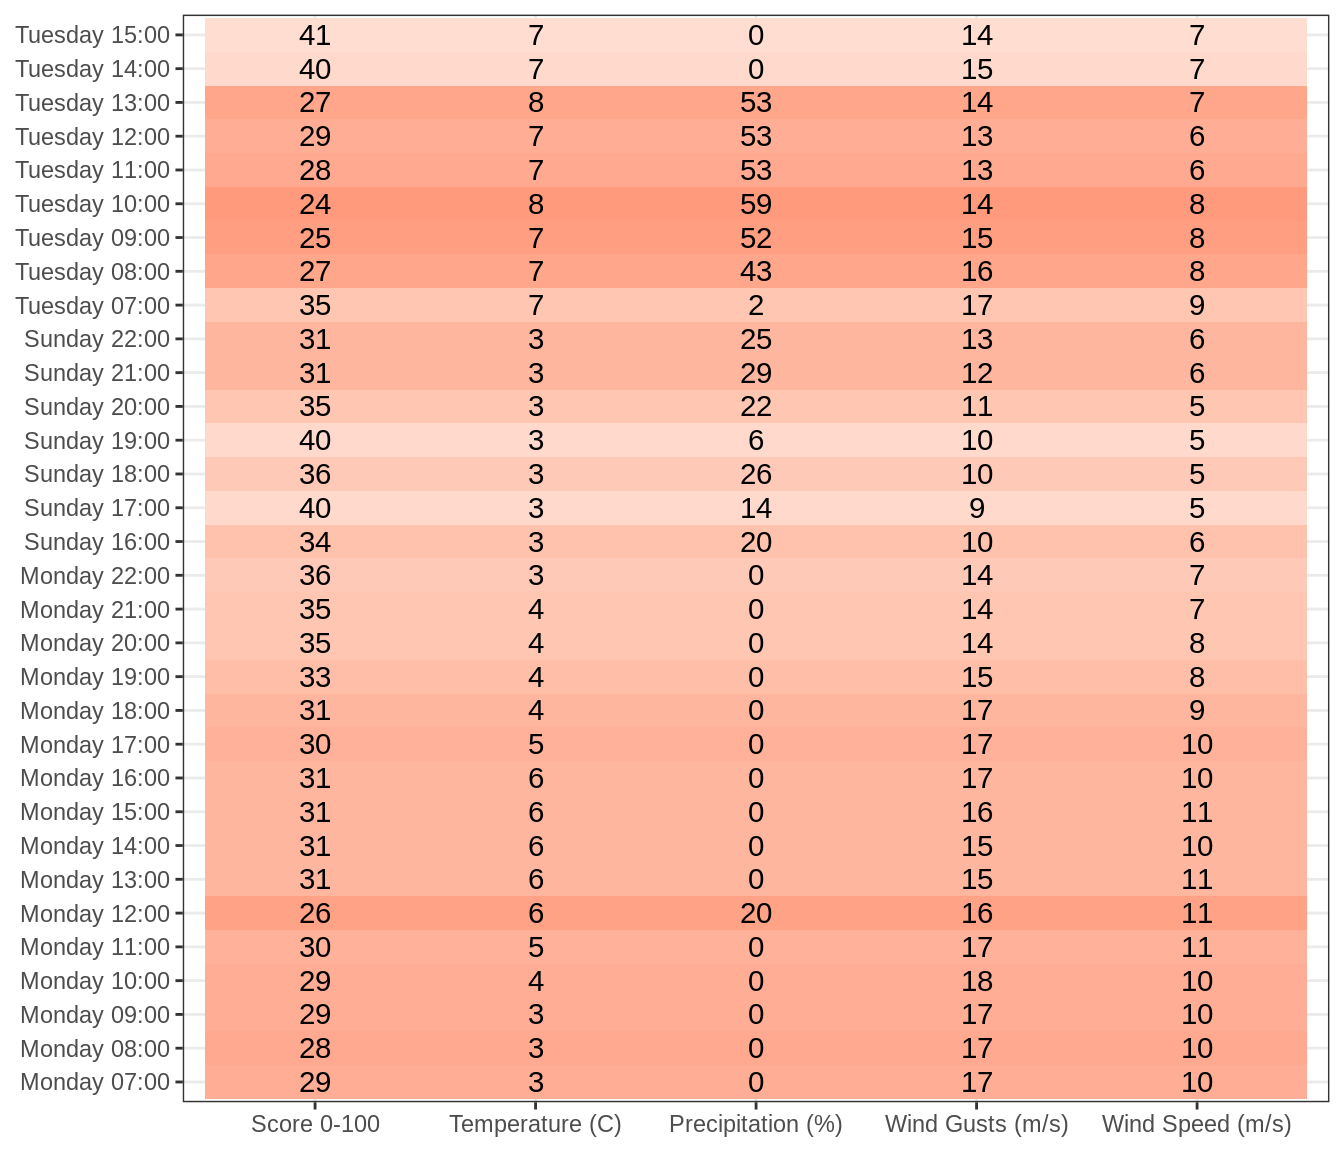 Tuesday 15:00 41 7 0 14 7
Tuesday 14:00 40 7 0 15 7
Tuesday 13:00 27 8 53 14 7
Tuesday 12:00 29 7 53 13 6
Tuesday 11:00 28 7 53 13 6
Tuesday 10:00 24 8 59 14 8
Tuesday 09:00 25 7 52 15 8
Tuesday 08:00 27 7 43 16 8
Tuesday 07:00 35 7 2 17 9
Sunday 22:00 31 3 25 13 6
Sunday 21:00 31 3 29 12 6
Sunday 20:00 35 3 22 11 5
Sunday 19:00 40 3 6 10 5
Sunday 18:00 36 3 26 10 5
Sunday 17:00 40 3 14 9 5
Sunday 16:00 34 3 20 10 6
Monday 22:00 36 3 0 14 7
Monday 21:00 35 4 0 14 7
Monday 20:00 35 4 0 14 8
Monday 19:00 33 4 0 15 8
Monday 18:00 31 4 0 17 9
Monday 17:00 30 5 0 17 10
Monday 16:00 31 6 0 17 10
Monday 15:00 31 6 0 16 11
Monday 14:00 31 6 0 15 10
Monday 13:00 31 6 0 15 11
Monday 12:00 26 6 20 16 11
Monday 11:00 30 5 0 17 11
Monday 10:00 29 4 0 18 10
Monday 09:00 29 3 0 17 10
Monday 08:00 28 3 0 17 10
Monday 07:00 29 3 0 17 10
Score 0-100 Temperature (C) Precipitation (%) Wind Gusts (m/s) Wind Speed (m/s)